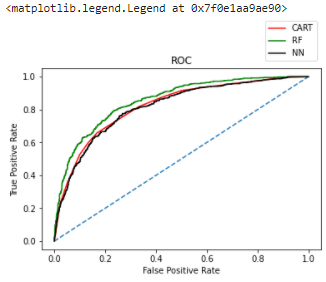 <matplotlib.legend.Legend at 0x7f0e1aa9ae90>
CART
RF
NN
ROC
1.0
0.8
0.6
0.4
0.2
0.0
True Positive Rate
0.0 0.2 0.4 0.6 0.8 1.0
False Positive Rate